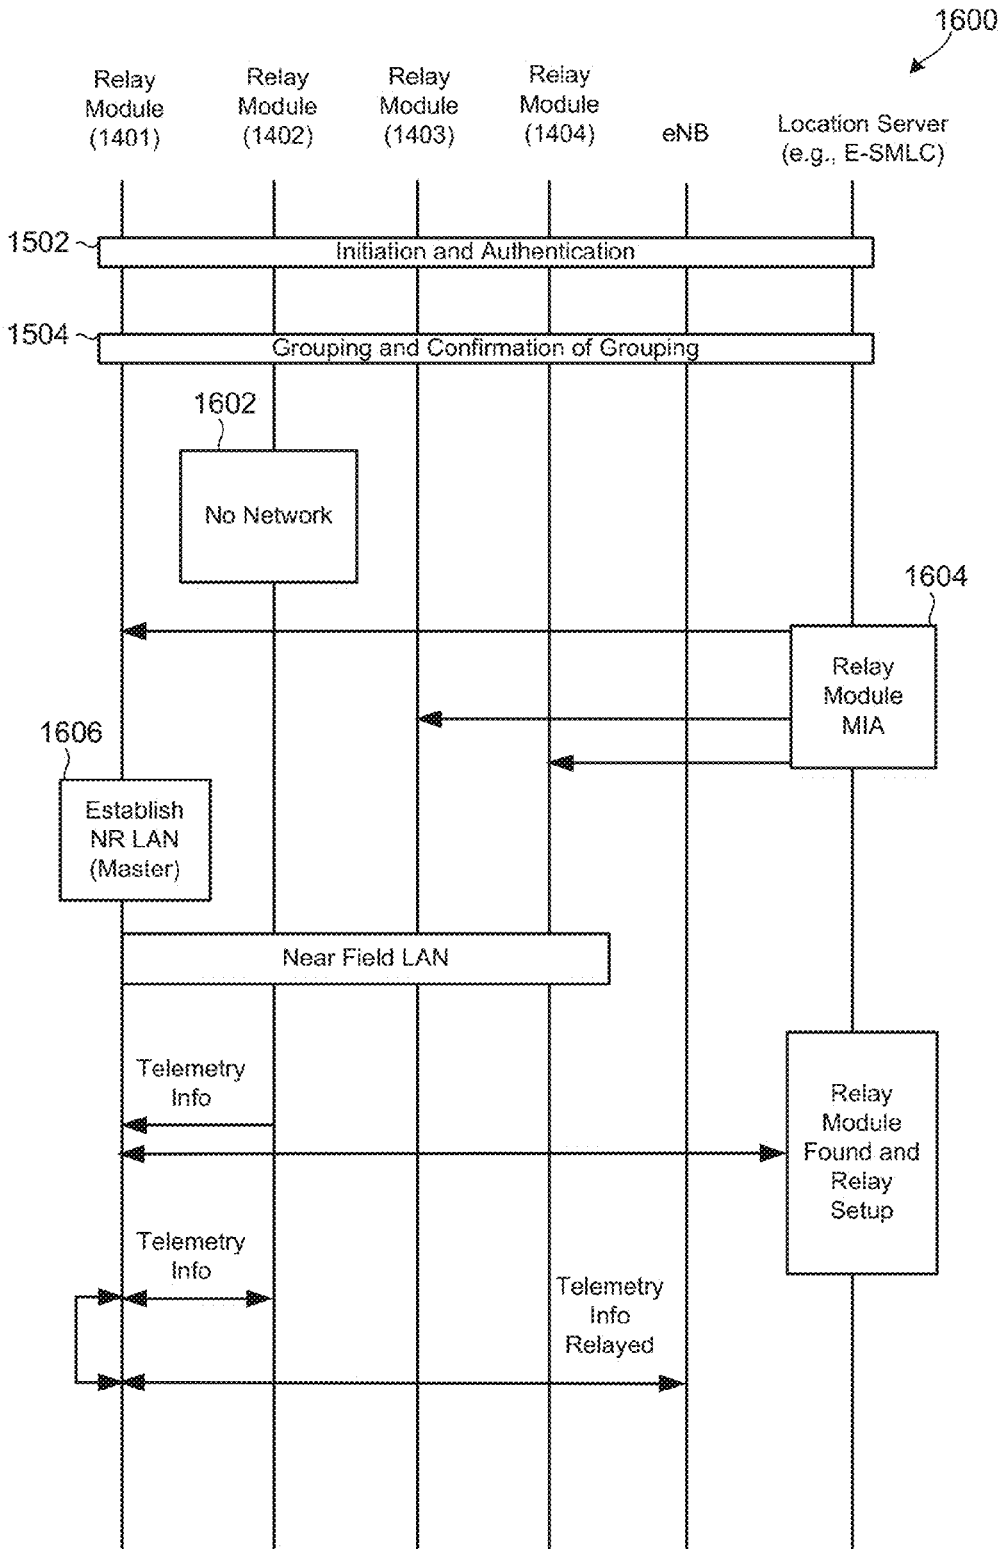 1600
Relay
Module
(1401)
Relay
Module
(1402)
Relay
Module
(1403)
Relay
Module
(1404)
eNB
Location Server
(e.g., E-SMLC)
1502
Initiation and Authentication
1504
Grouping and Confirmation of Grouping
1602
No Network
1604
Relay
Module
MIA
1606
Establish
NR LAN
(Master)
Near Field LAN
Telemetry
Info
Relay
Module
Found and
Relay
Setup
Telemetry
Info
Telemetry
Info
Relayed